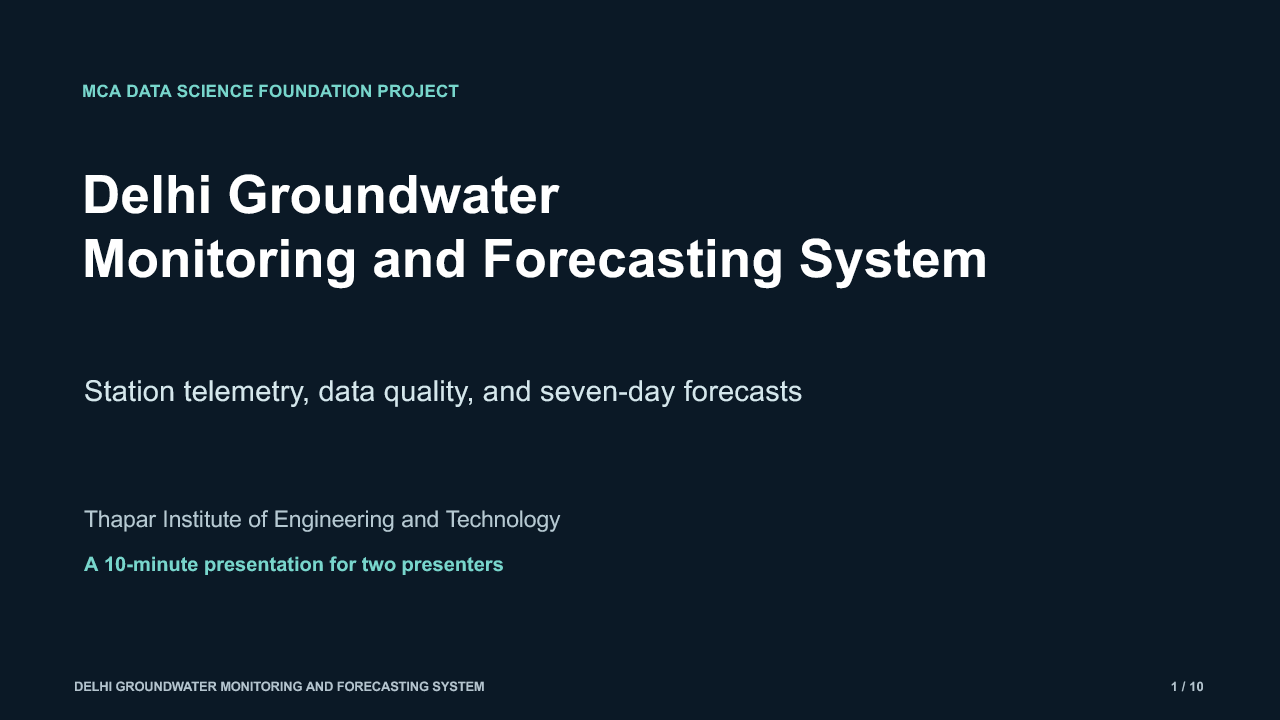 MCA DATA SCIENCE FOUNDATION PROJECT
Delhi Groundwater
Monitoring and Forecasting System
Station telemetry, data quality, and seven-day forecasts
Thapar Institute of Engineering and Technology
A 10-minute presentation for two presenters
DELHI GROUNDWATER MONITORING AND FORECASTING SYSTEM
1 / 10